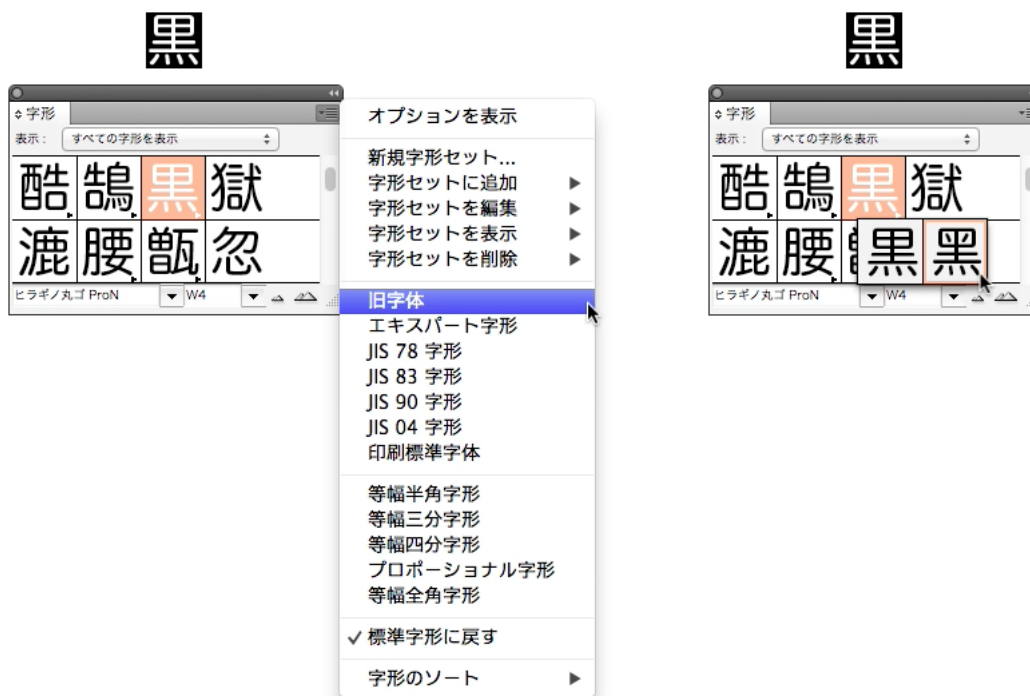 黒
字形
表示： すべての字形を表示
酷 鵠 黒 獄
漉 腰 甑 忽
ヒラギノ丸ゴ ProN W4
オプションを表示
新規字形セット...
字形セットに追加
字形セットを編集
字形セットを表示
字形セットを削除
旧字体
エキスパート字形
JIS 78 字形
JIS 83 字形
JIS 90 字形
JIS 04 字形
印刷標準字体
等幅半角字形
等幅三分字形
等幅四分字形
プロポーショナル字形
等幅全角字形
標準字形に戻す
字形のソート
黒
字形
表示： すべての字形を表示
酷 鵠 黒 獄
漉 腰 黒 黑
ヒラギノ丸ゴ ProN W4